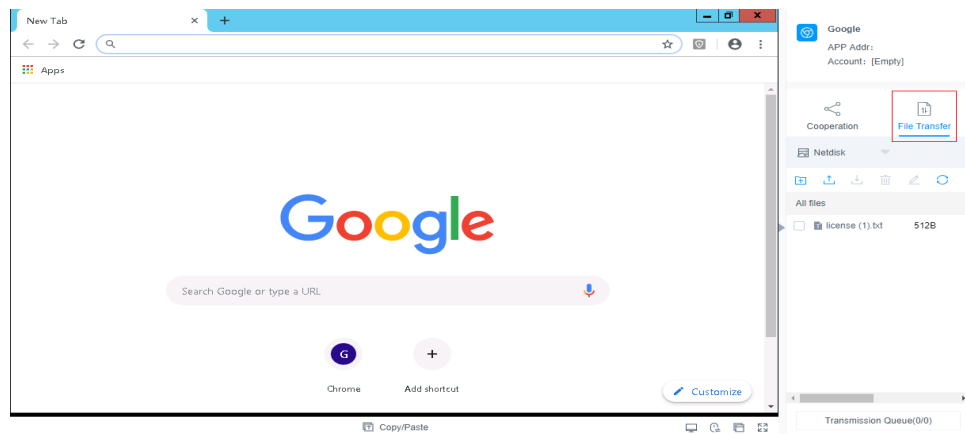 New Tab
Apps
Google
Search Google or type a URL
G
Chrome
Add shortcut
Customize
Copy/Paste
Google
APP Addr:
Account: [Empty]
Cooperation
File Transfer
Netdisk
All files
license (1).txt 512B
Transmission Queue(0/0)